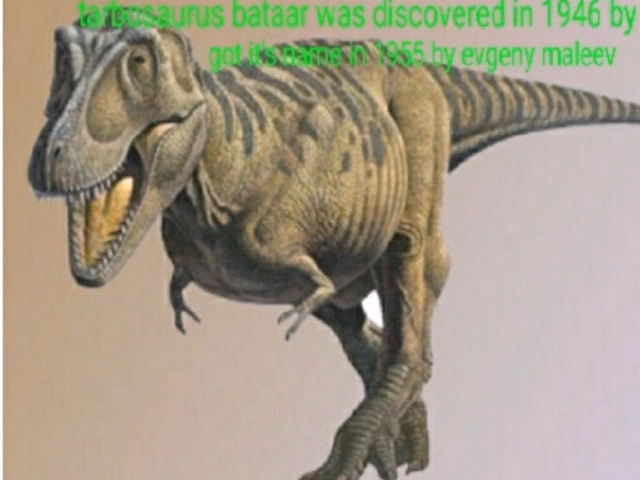 tarbosaurus bataar was discovered in 1946 by
got it's name in 1955 by evgeny maleev